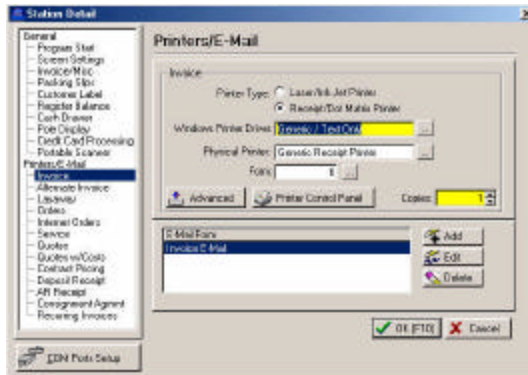 Station Detail
General
Program Start
Screen Settings
Invoice/Misc
Packing Slips
Customer Label
Register Balance
Cash Drawer
Pole Display
Credit Card Processing
Portable Scanner
Printers/E-Mail
Invoice
Alternate Invoice
Layaway
Orders
Internet Orders
Service
Quotes
Quotes w/Costs
Contract Pricing
Deposit Receipt
AR Receipt
Consignment Agmnt
Recurring Invoices
COM Ports Setup
Printers/E-Mail
Invoice
Printer Type: Laser/Ink Jet Printer
Receipt/Dot Matrix Printer
Windows Printer Driver: Generic / Text Only ...
Physical Printer: Generic Receipt Printer ...
Form: ...
Advanced Printer Control Panel Copies: 1
E-Mail Form
Invoice E-Mail
Add
Edit
Delete
OK (F10) Cancel